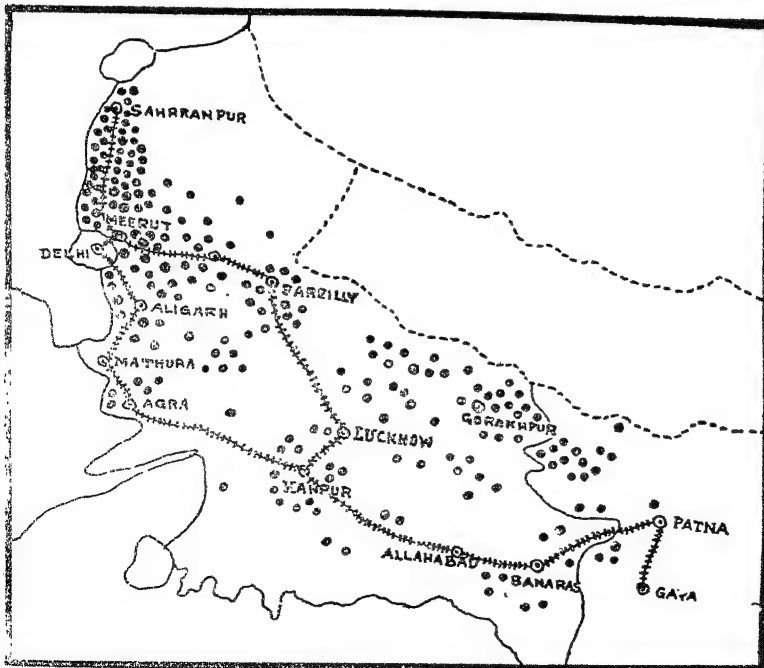 SAHARANPUR
MEERUT
DELHI
BAREILLY
ALIGARH
MATHURA
AGRA
GORAKHPUR
LUCKNOW
KANPUR
PATNA
ALLAHABAD
BANARAS
GAYA